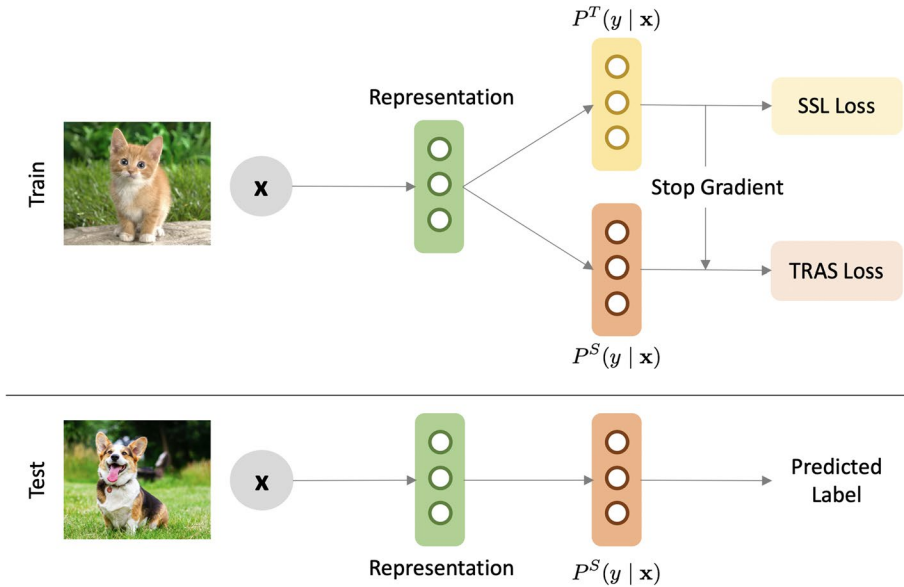 P^T(y | x)
Representation
SSL Loss
Train
x
Stop Gradient
TRAS Loss
P^S(y | x)
Test
x
Predicted
Label
Representation
P^S(y | x)